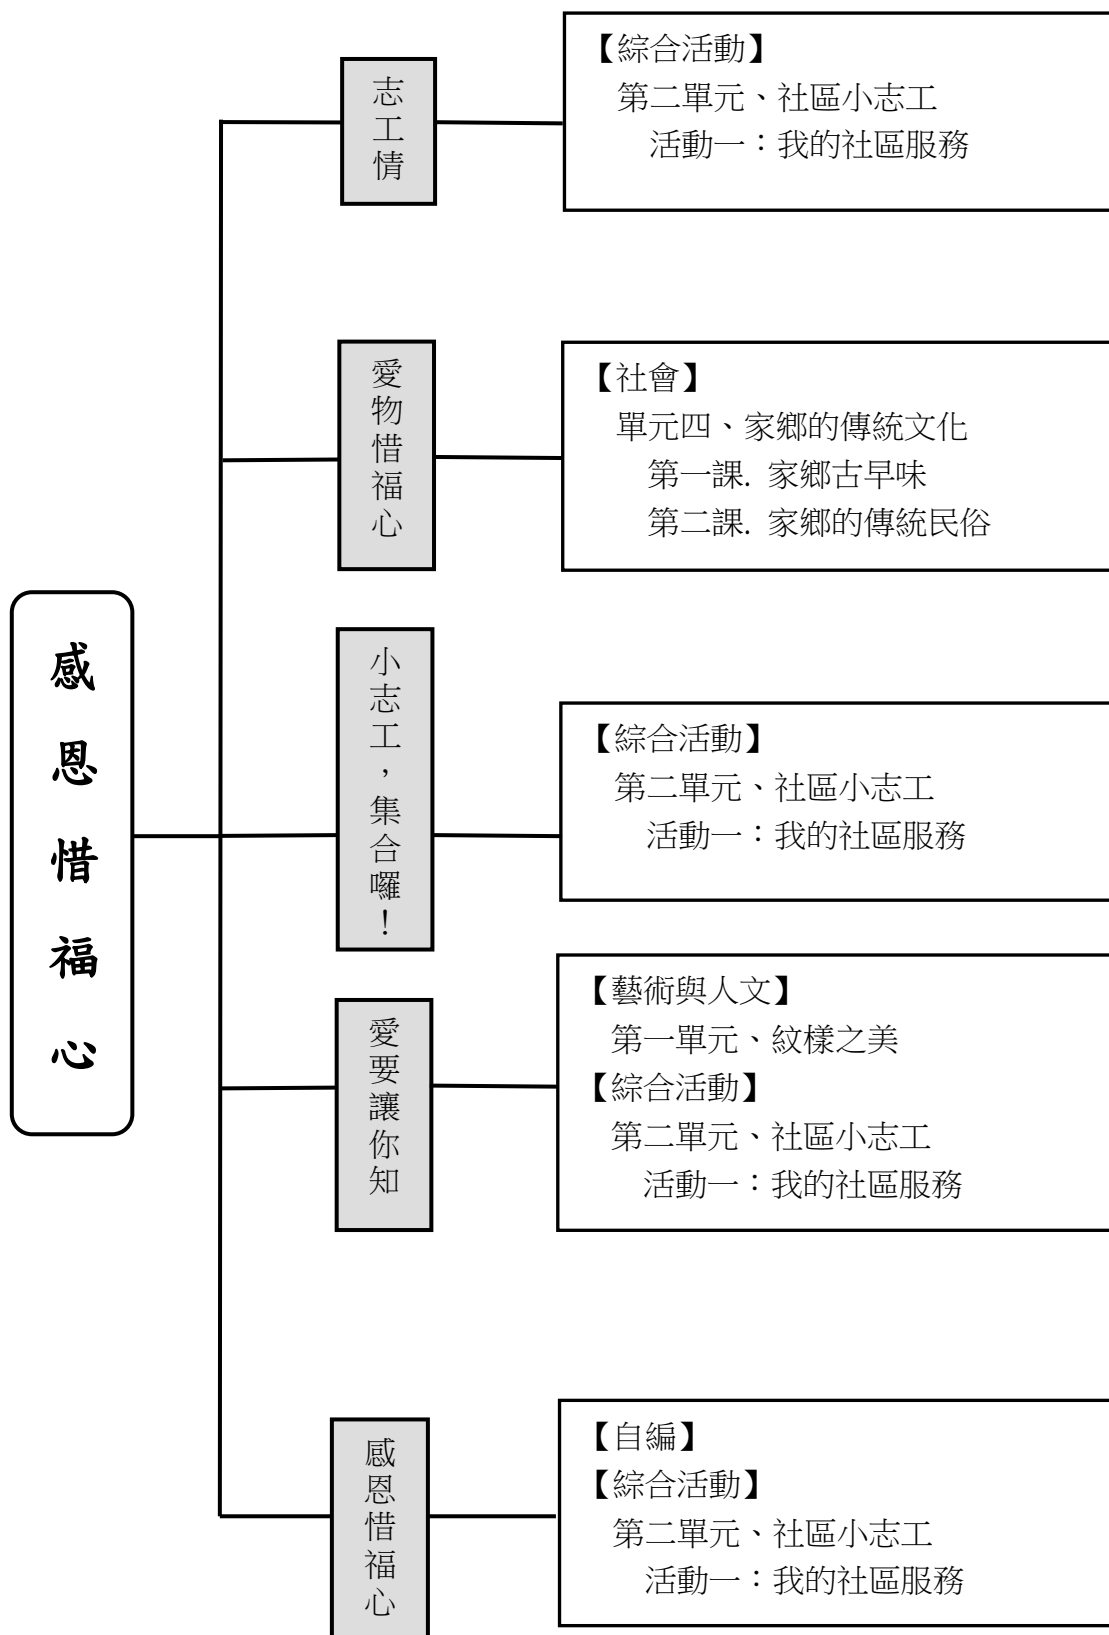 感恩惜福心
志工情
【綜合活動】
第二單元、社區小志工
活動一：我的社區服務
愛物惜福心
【社會】
單元四、家鄉的傳統文化
第一課. 家鄉古早味
第二課. 家鄉的傳統民俗
小志工，集合囉！
【綜合活動】
第二單元、社區小志工
活動一：我的社區服務
愛要讓你知
【藝術與人文】
第一單元、紋樣之美
【綜合活動】
第二單元、社區小志工
活動一：我的社區服務
感恩惜福心
【自編】
【綜合活動】
第二單元、社區小志工
活動一：我的社區服務